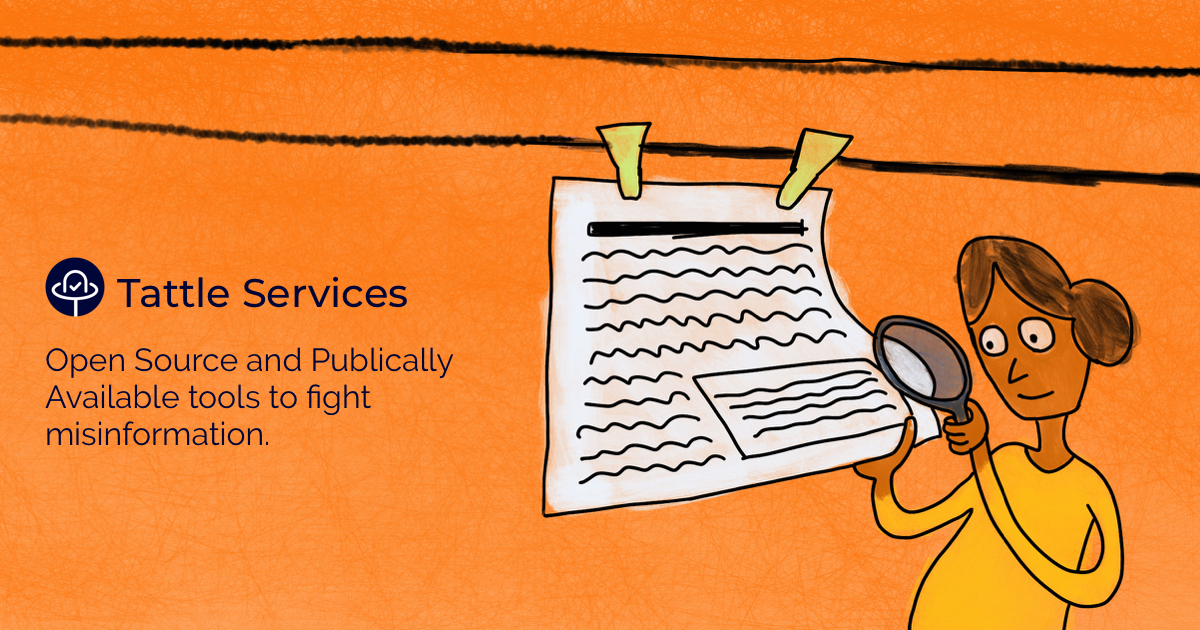 Tattle Services
Open Source and Publically
Available tools to fight
misinformation.